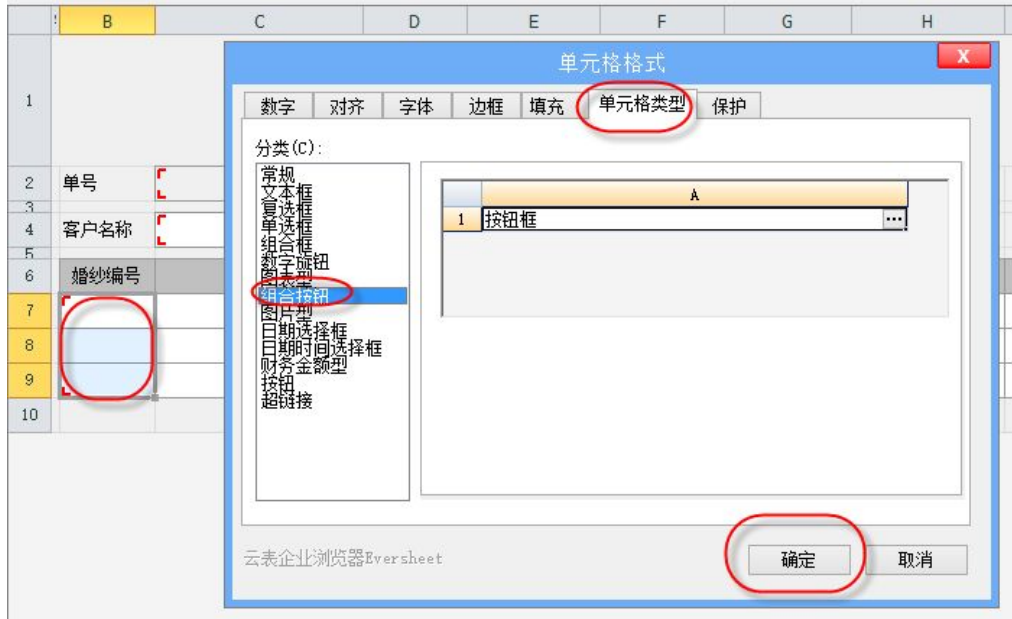 B C D E F G H
单元格格式 X
1
数字 对齐 字体 边框 填充 单元格类型 保护
分类(C):
常规
文本框
复选框
单选框
组合框
数字旋钮
图表型
组合按钮
图片型
日期选择框
日期时间选择框
财务金额型
按钮
超链接
A
1 按钮框 ...
2 单号
3
4 客户名称
5
6 婚纱编号
7
8
9
10
云表企业浏览器Eversheet
确定 取消